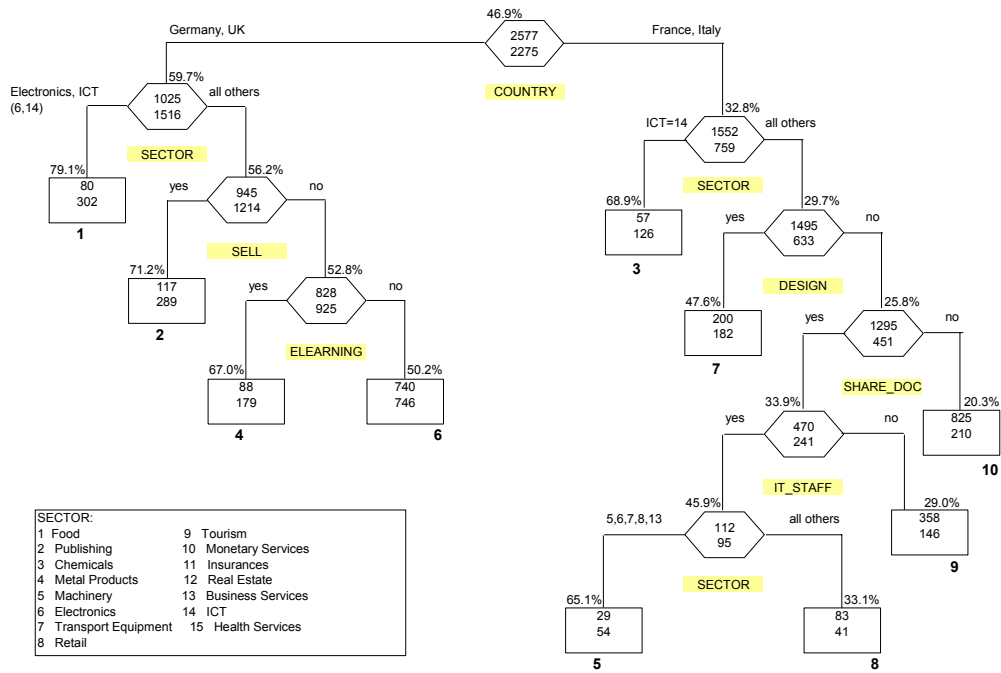 46.9%
Germany, UK
2577
2275
France, Italy
COUNTRY
59.7%
Electronics, ICT
(6,14)
1025
1516
all others
SECTOR
32.8%
ICT=14
1552
759
all others
SECTOR
79.1%
80
302
1
56.2%
yes
945
1214
no
SELL
68.9%
57
126
3
29.7%
yes
1495
633
no
DESIGN
71.2%
117
289
2
52.8%
yes
828
925
no
ELEARNING
47.6%
200
182
7
25.8%
yes
1295
451
no
SHARE_DOC
67.0%
88
179
4
50.2%
740
746
6
33.9%
yes
470
241
no
IT_STAFF
20.3%
825
210
10
45.9%
5,6,7,8,13
112
95
all others
SECTOR
29.0%
358
146
9
65.1%
29
54
5
33.1%
83
41
8
SECTOR:
1 Food 9 Tourism
2 Publishing 10 Monetary Services
3 Chemicals 11 Insurances
4 Metal Products 12 Real Estate
5 Machinery 13 Business Services
6 Electronics 14 ICT
7 Transport Equipment 15 Health Services
8 Retail